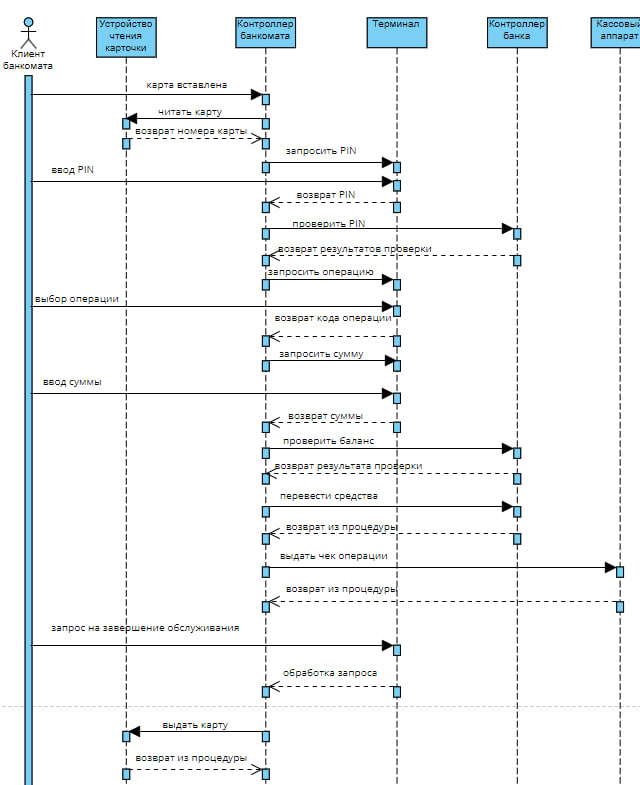 Клиент
банкомата
Устройство
чтения
карточки
Контроллер
банкомата
Терминал
Контроллер
банка
Кассовый
аппарат
карта вставлена
читать карту
возврат номера карты
запросить PIN
ввод PIN
возврат PIN
проверить PIN
возврат результатов проверки
запросить операцию
выбор операции
возврат кода операции
запросить сумму
ввод суммы
возврат суммы
проверить баланс
возврат результата проверки
перевести средства
возврат из процедуры
выдать чек операции
возврат из процедуры
запрос на завершение обслуживания
обработка запроса
выдать карту
возврат из процедуры